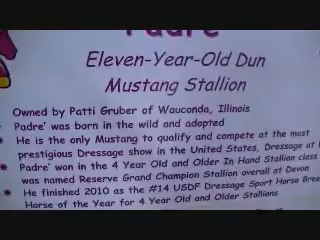 Padre
Eleven-Year-Old Dun
Mustang Stallion
Owned by Patti Gruber of Wauconda, Illinois
Padre' was born in the wild and adopted
He is the only Mustang to qualify and compete at the most
prestigious Dressage show in the United States, Dressage at
Padre' won in the 4 Year Old and Older In Hand Stallion class
was named Reserve Grand Champion Stallion overall at Devon
He finished 2010 as the #14 USDF Dressage Sport Horse Bree
Horse of the Year for 4 Year Old and Older Stallions